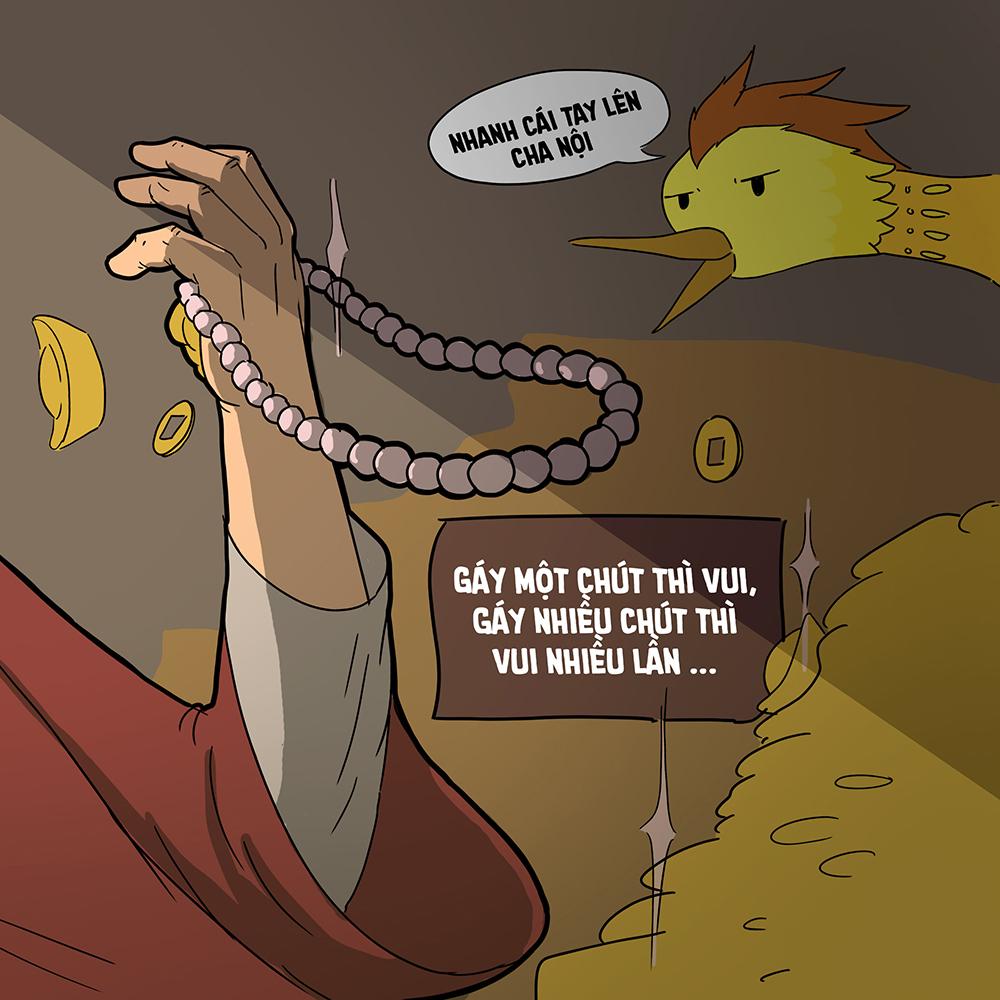 NHANH CÁI TAY LÊN
CHA NỘI
GÁY MỘT CHÚT THÌ VUI,
GÁY NHIỀU CHÚT THÌ
VUI NHIỀU LẦN ...